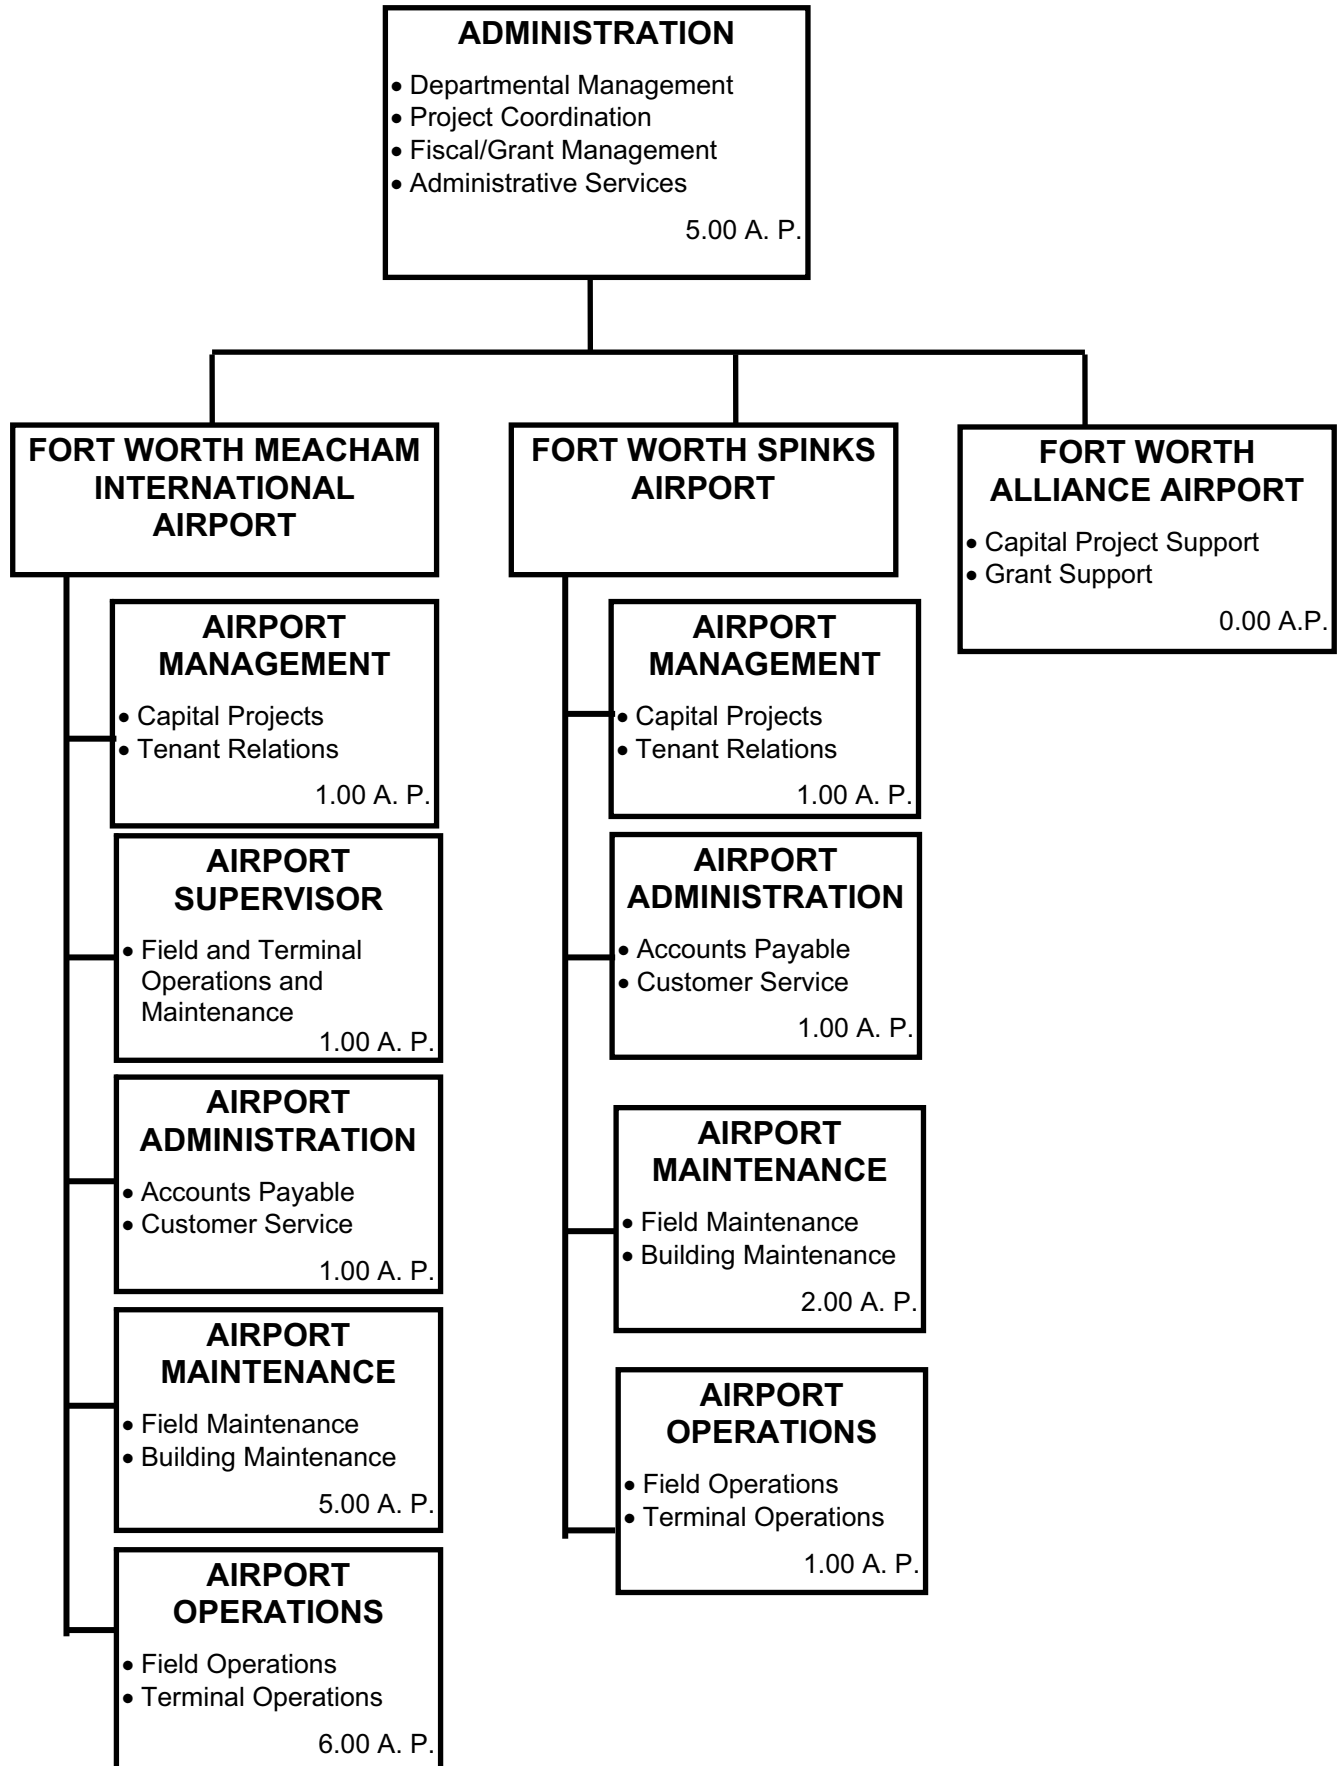 ADMINISTRATION
• Departmental Management
• Project Coordination
• Fiscal/Grant Management
• Administrative Services
5.00 A. P.
FORT WORTH MEACHAM
INTERNATIONAL
AIRPORT
AIRPORT
MANAGEMENT
• Capital Projects
• Tenant Relations
1.00 A. P.
AIRPORT
SUPERVISOR
• Field and Terminal
Operations and
Maintenance
1.00 A. P.
AIRPORT
ADMINISTRATION
• Accounts Payable
• Customer Service
1.00 A. P.
AIRPORT
MAINTENANCE
• Field Maintenance
• Building Maintenance
5.00 A. P.
AIRPORT
OPERATIONS
• Field Operations
• Terminal Operations
6.00 A. P.
FORT WORTH SPINKS
AIRPORT
AIRPORT
MANAGEMENT
• Capital Projects
• Tenant Relations
1.00 A. P.
AIRPORT
ADMINISTRATION
• Accounts Payable
• Customer Service
1.00 A. P.
AIRPORT
MAINTENANCE
• Field Maintenance
• Building Maintenance
2.00 A. P.
AIRPORT
OPERATIONS
• Field Operations
• Terminal Operations
1.00 A. P.
FORT WORTH
ALLIANCE AIRPORT
• Capital Project Support
• Grant Support
0.00 A.P.